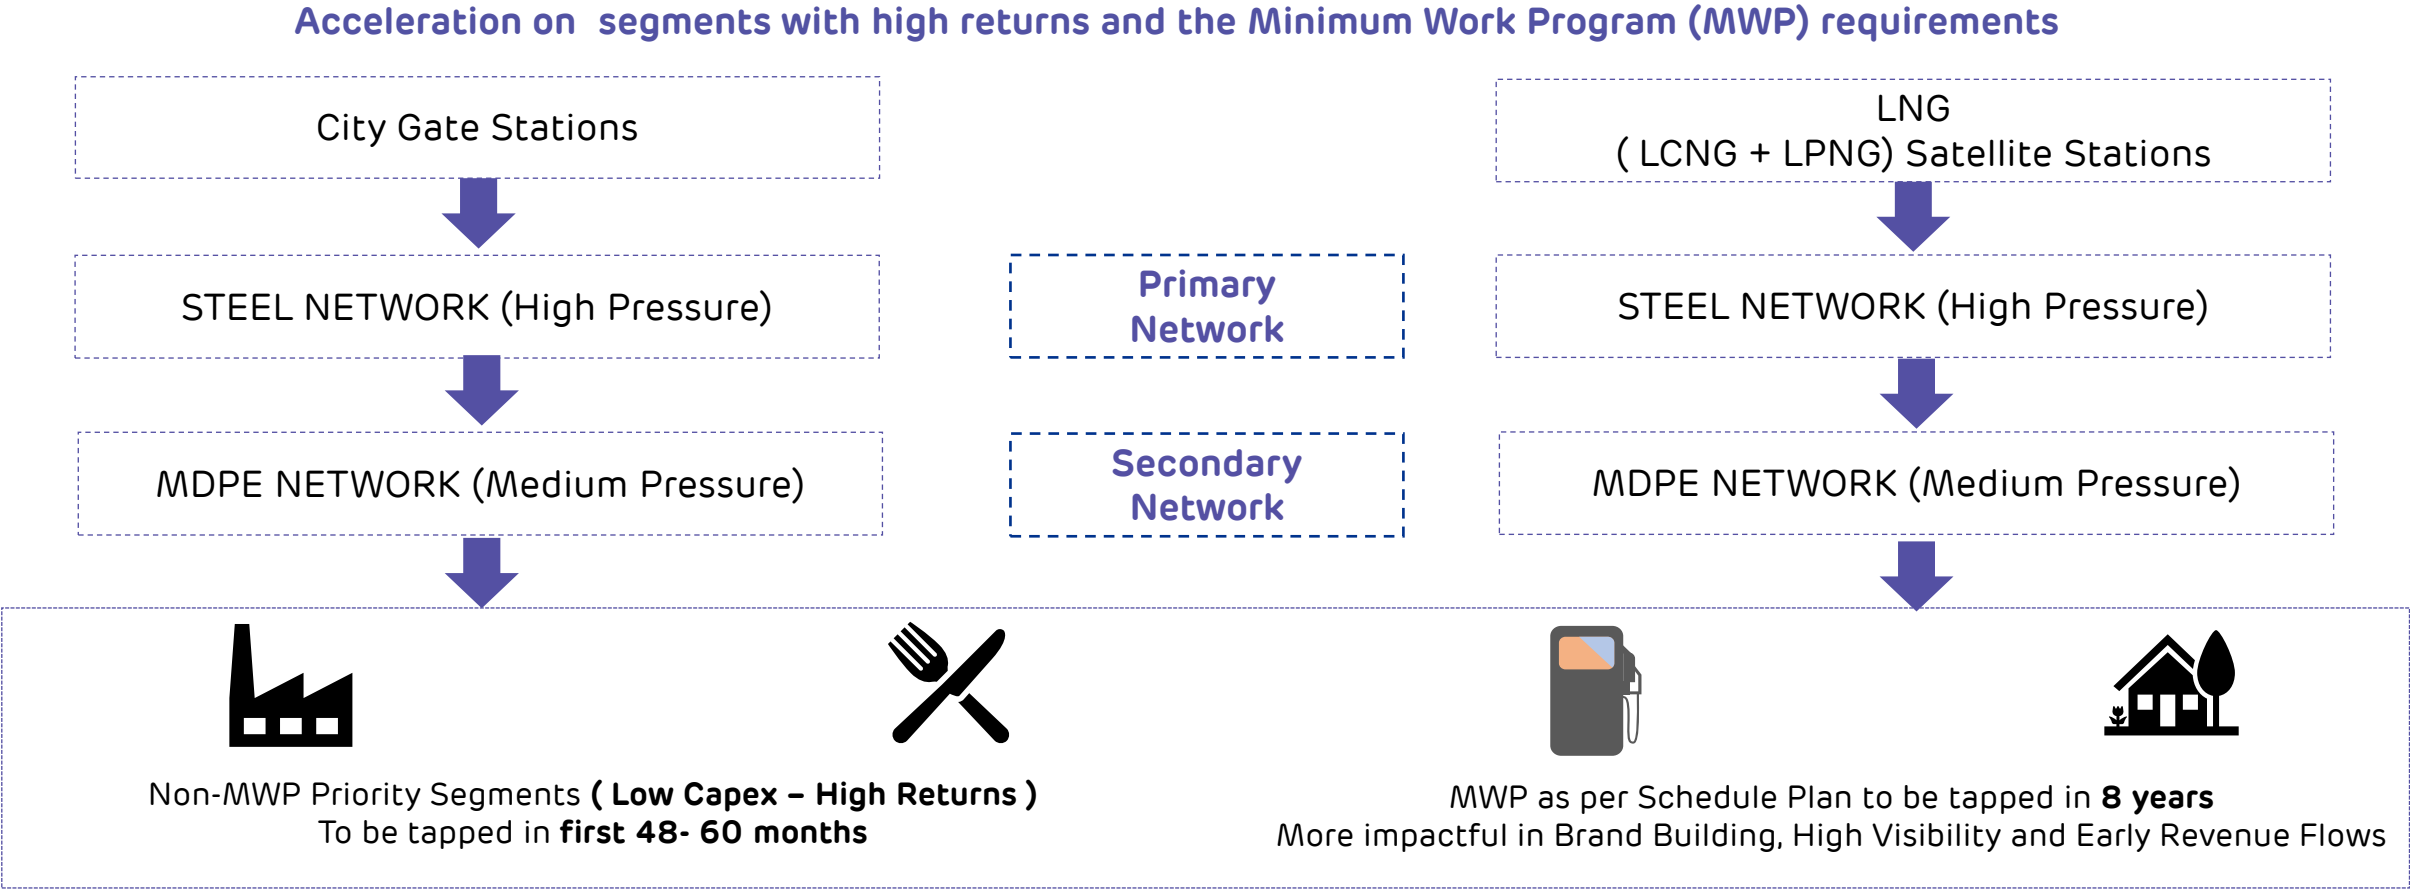 Acceleration on  segments with high returns and the Minimum Work Program (MWP) requirements
City Gate Stations
LNG
( LCNG + LPNG) Satellite Stations
STEEL NETWORK (High Pressure)
Primary
Network
STEEL NETWORK (High Pressure)
MDPE NETWORK (Medium Pressure)
Secondary
Network
MDPE NETWORK (Medium Pressure)
Non-MWP Priority Segments ( Low Capex – High Returns )
To be tapped in first 48- 60 months
MWP as per Schedule Plan to be tapped in 8 years
More impactful in Brand Building, High Visibility and Early Revenue Flows